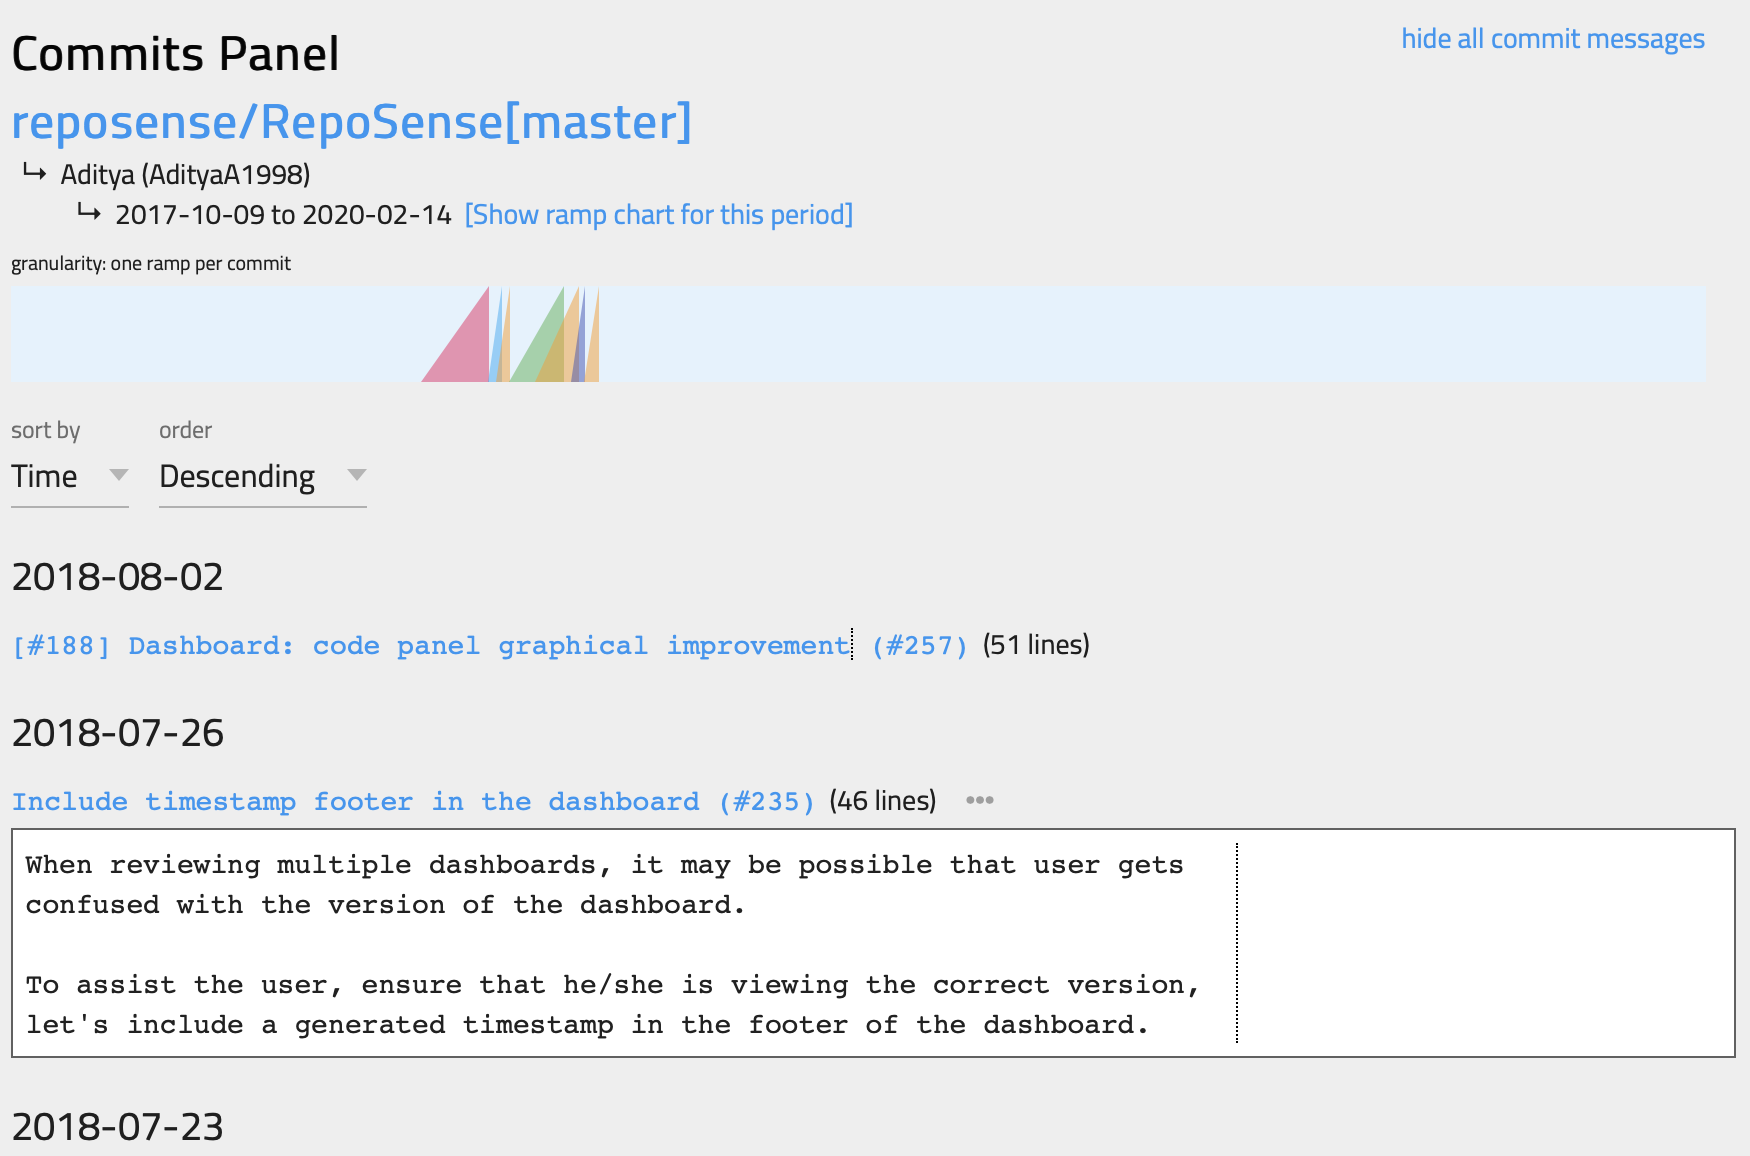 Commits Panel
hide all commit messages
reposense/RepoSense[master]
↳ Aditya (AdityaA1998)
↳ 2017-10-09 to 2020-02-14 [Show ramp chart for this period]
granularity: one ramp per commit
sort by order
Time Descending
2018-08-02
[#188] Dashboard: code panel graphical improvement (#257) (51 lines)
2018-07-26
Include timestamp footer in the dashboard (#235) (46 lines) •••
When reviewing multiple dashboards, it may be possible that user gets
confused with the version of the dashboard.
To assist the user, ensure that he/she is viewing the correct version,
let's include a generated timestamp in the footer of the dashboard.
2018-07-23